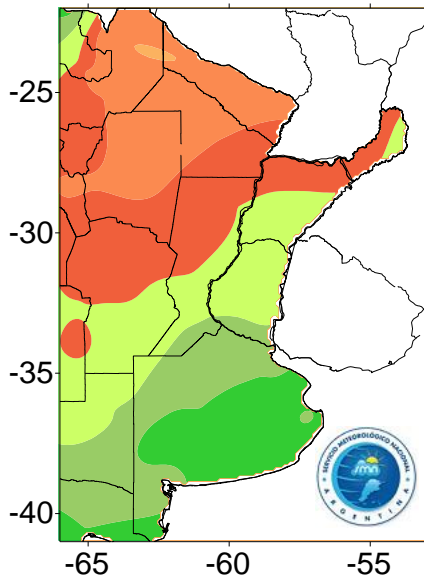 -25
-30
-35
-40
-65
-60
-55
SERVICIO METEOROLÓGICO NACIONAL
smn
ARGENTINA